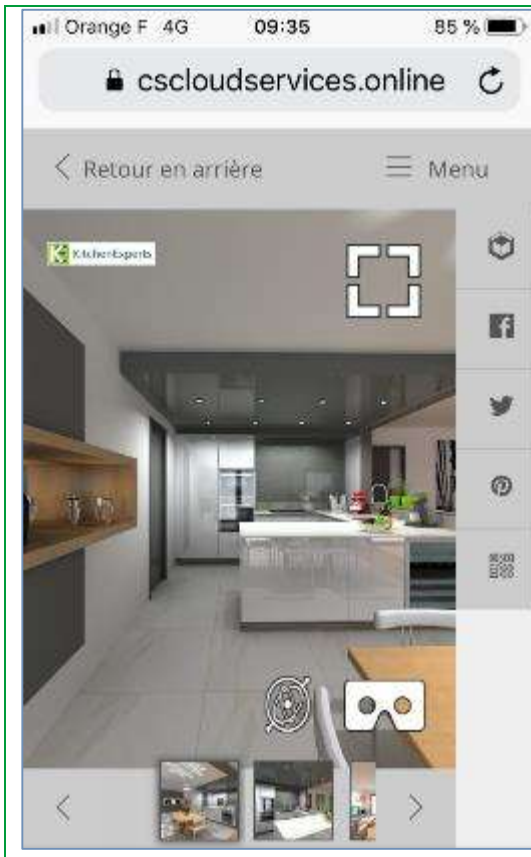 Orange F 4G 09:35 85 %
cscloudservices.online
Retour en arrière Menu
KitchenExperts